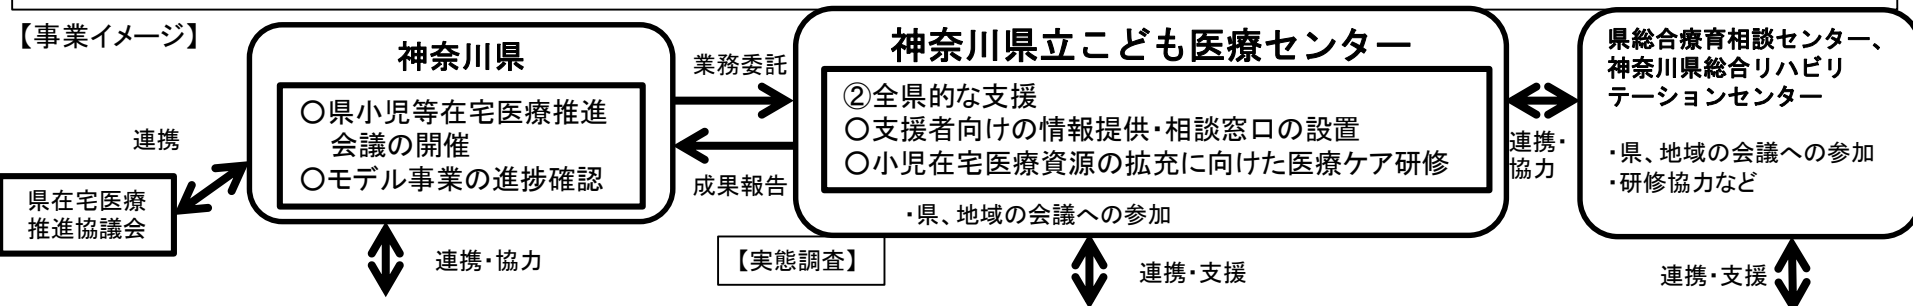 【事業イメージ】
神奈川県
〇県小児等在宅医療推進
会議の開催
〇モデル事業の進捗確認
連携
県在宅医療
推進協議会
業務委託
成果報告
連携・協力
神奈川県立こども医療センター
②全県的な支援
〇支援者向けの情報提供・相談窓口の設置
〇小児在宅医療資源の拡充に向けた医療ケア研修
・県、地域の会議への参加
【実態調査】
連携・支援
連携・
協力
県総合療育相談センター、
神奈川県総合リハビリ
テーションセンター
・県、地域の会議への参加
・研修協力など
連携・支援